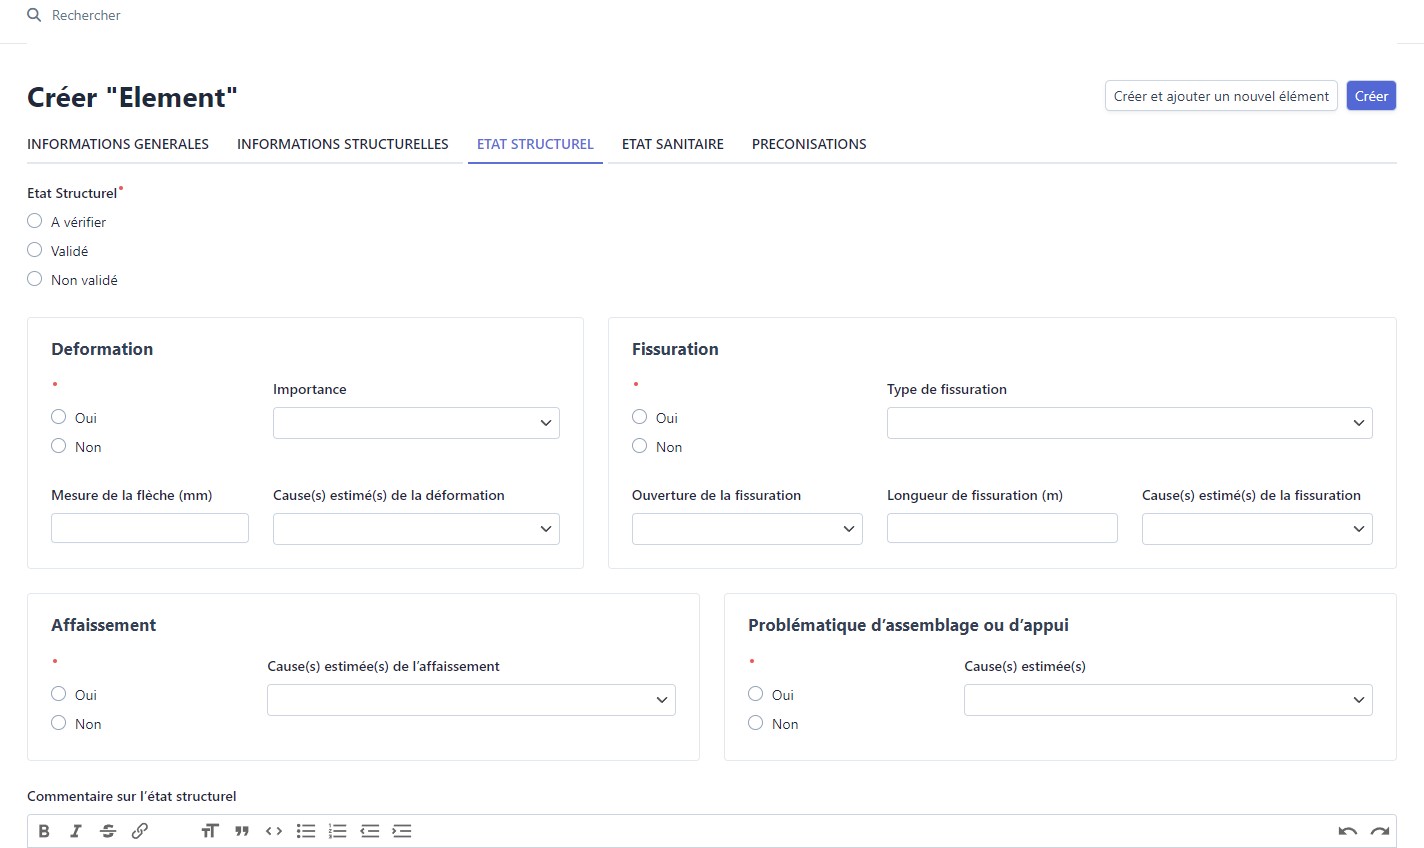 Rechercher
Créer "Element"
Créer et ajouter un nouvel élément
Créer
INFORMATIONS GENERALES
INFORMATIONS STRUCTURELLES
ETAT STRUCTUREL
ETAT SANITAIRE
PRECONISATIONS
Etat Structurel
A vérifier
Validé
Non validé
Deformation
Oui
Non
Importance
Mesure de la flèche (mm)
Cause(s) estimé(s) de la déformation
Fissuration
Oui
Non
Type de fissuration
Ouverture de la fissuration
Longueur de fissuration (m)
Cause(s) estimé(s) de la fissuration
Affaissement
Oui
Non
Cause(s) estimée(s) de l’affaissement
Problématique d’assemblage ou d’appui
Oui
Non
Cause(s) estimée(s)
Commentaire sur l’état structurel